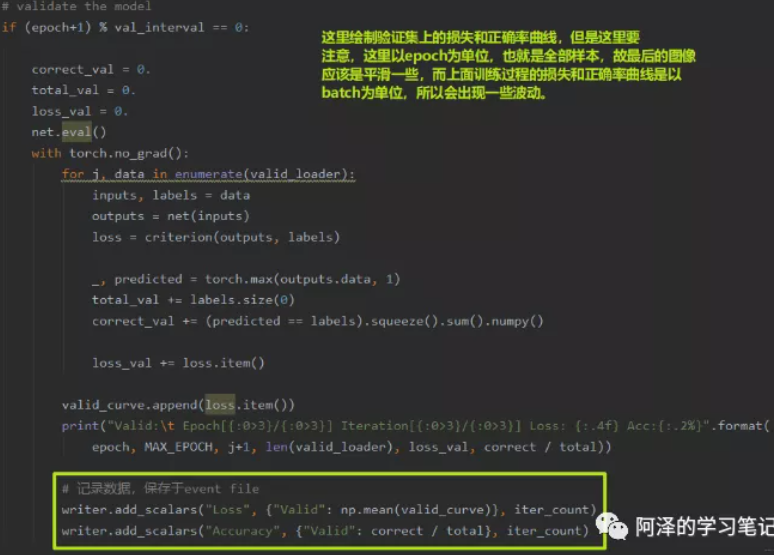 # validate the model
if (epoch+1) % val_interval == 0:
这里绘制验证集上的损失和正确率曲线，但是这里要
注意，这里以epoch为单位，也就是全部样本，故最后的图像
应该是平滑一些，而上面训练过程的损失和正确率曲线是以
batch为单位，所以会出现一些波动。
correct_val = 0.
total_val = 0.
loss_val = 0.
net.eval()
with torch.no_grad():
for j, data in enumerate(valid_loader):
inputs, labels = data
outputs = net(inputs)
loss = criterion(outputs, labels)
_, predicted = torch.max(outputs.data, 1)
total_val += labels.size(0)
correct_val += (predicted == labels).squeeze().sum().numpy()
loss_val += loss.item()
valid_curve.append(loss.item())
print("Valid:\t Epoch[{:0>3}/{:0>3}] Iteration[{:0>3}/{:0>3}] Loss: {:.4f} Acc:{:.2%}".format(
epoch, MAX_EPOCH, j+1, len(valid_loader), loss_val, correct / total))
# 记录数据，保存于event file
writer.add_scalars("Loss", {"Valid": np.mean(valid_curve)}, iter_count)
writer.add_scalars("Accuracy", {"Valid": correct / total}, iter_count)
阿泽的学习笔记